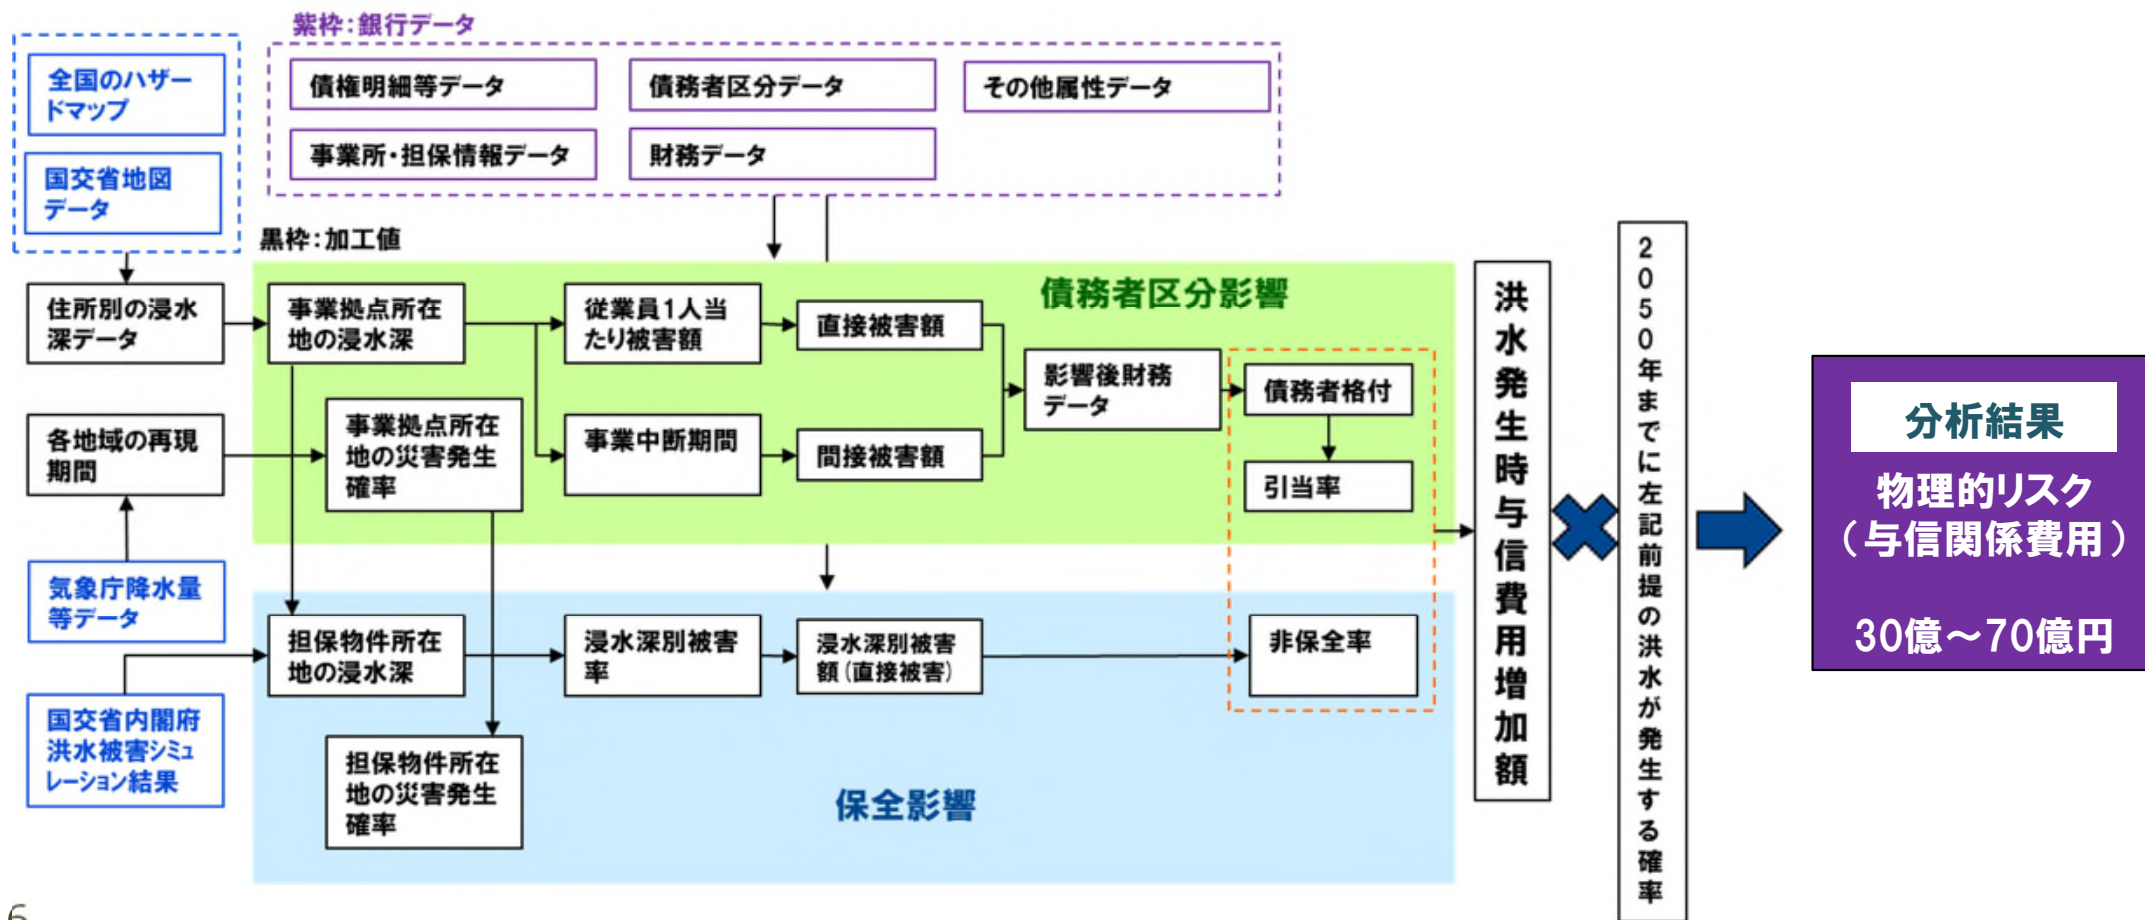 紫枠：銀行データ
全国のハザー
ドマップ
国交省地図
データ
債権明細等データ
債務者区分データ
その他属性データ
事業所・担保情報データ
財務データ
黒枠：加工値
債務者区分影響
住所別の浸水
深データ
事業拠点所在
地の浸水深
従業員1人当
たり被害額
直接被害額
影響後財務
データ
債務者格付
各地域の再現
期間
事業拠点所在
地の災害発生
確率
事業中断期間
間接被害額
引当率
気象庁降水量
等データ
国交省内閣府
洪水被害シミュ
レーション結果
担保物件所在
地の浸水深
浸水深別被害
率
浸水深別被害
額（直接被害）
非保全率
担保物件所在
地の災害発生
確率
保全影響
洪水発生時与信費用増加額
2050年までに左記前提の洪水が発生する確率
分析結果
物理的リスク
（与信関係費用）
30億～70億円
6